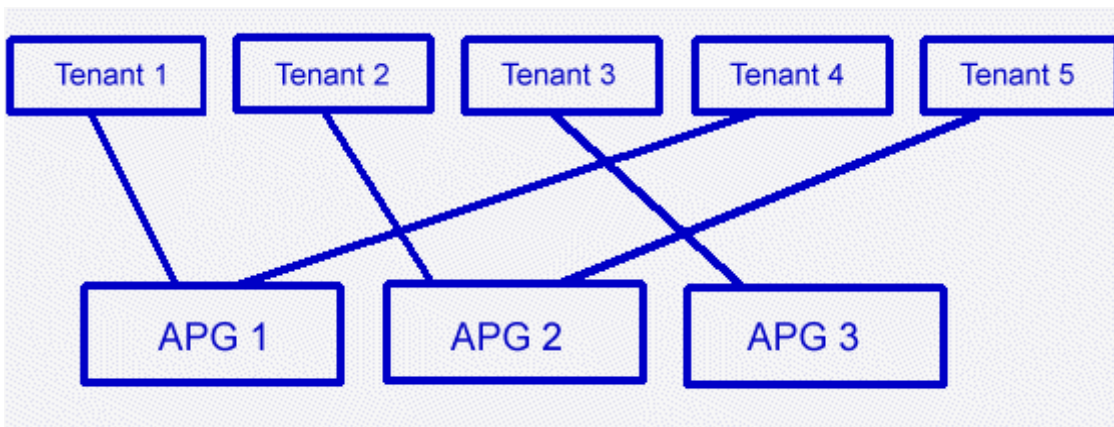 Tenant 1
Tenant 2
Tenant 3
Tenant 4
Tenant 5
APG 1
APG 2
APG 3